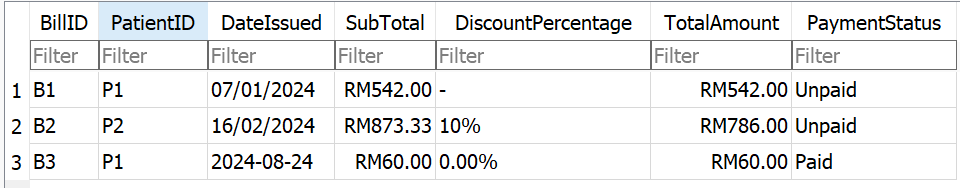 BillID PatientID DateIssued SubTotal DiscountPercentage TotalAmount PaymentStatus
Filter Filter Filter Filter Filter Filter Filter
1 B1 P1 07/01/2024 RM542.00 - RM542.00 Unpaid
2 B2 P2 16/02/2024 RM873.33 10% RM786.00 Unpaid
3 B3 P1 2024-08-24 RM60.00 0.00% RM60.00 Paid